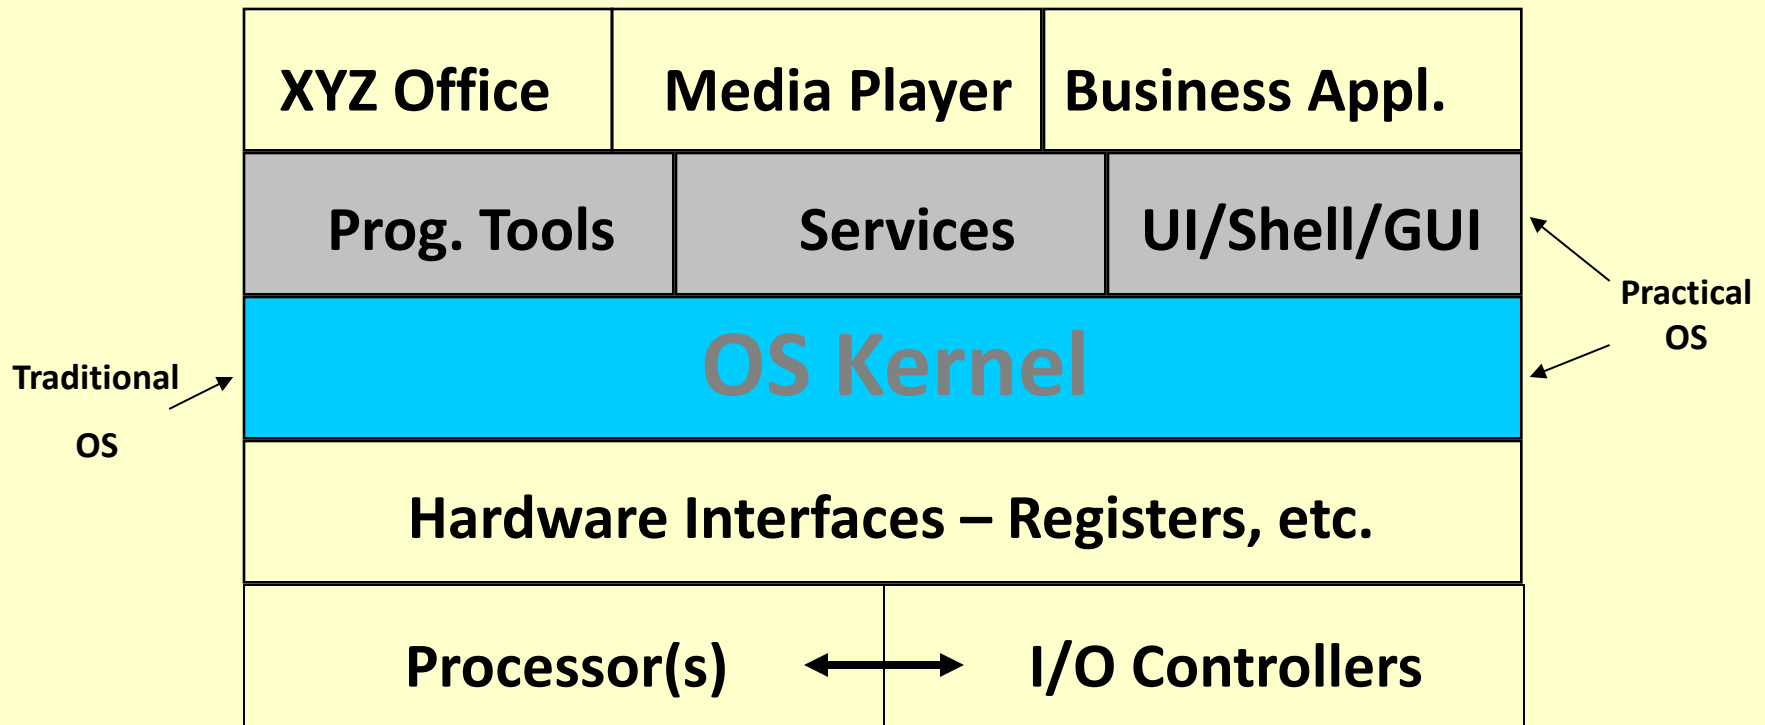 XYZ Office
Media Player
Business Appl.
Prog. Tools
Services
UI/Shell/GUI
Practical
OS
OS Kernel
Traditional
OS
Hardware Interfaces – Registers, etc.
Processor(s)
I/O Controllers